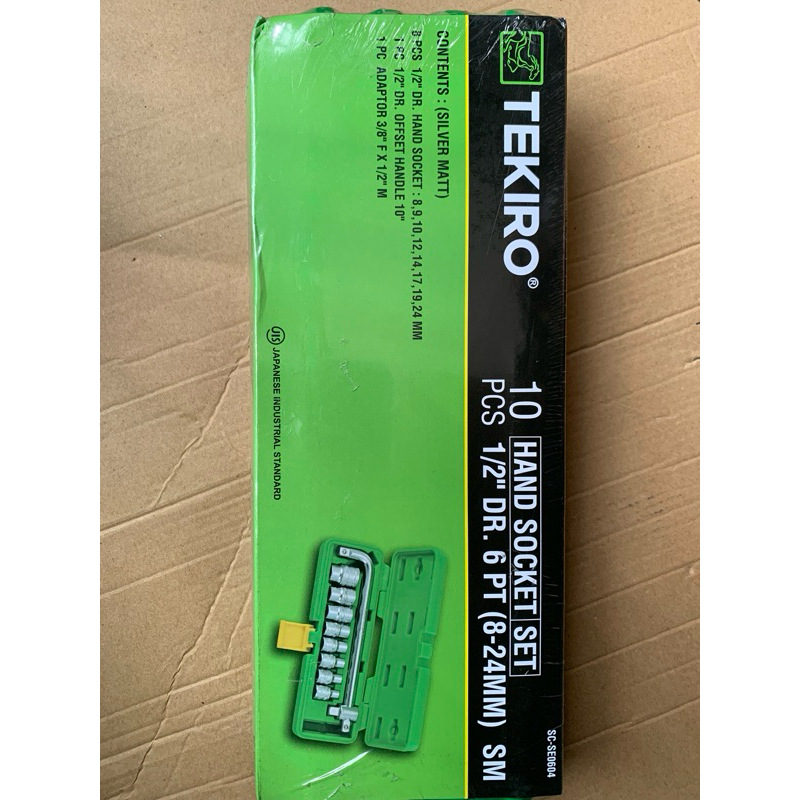 TEKIRO®
10 PCS
HAND SOCKET SET
1/2" DR. 6 PT (8-24MM) SM
SC-SE0604
CONTENTS : (SILVER MATT)
8 PCS 1/2" DR. HAND SOCKET : 8,9,10,12,14,17,19,24 MM
1 PC 1/2" DR. OFFSET HANDLE 10"
1 PC ADAPTOR 3/8" F X 1/2" M
JIS JAPANESE INDUSTRIAL STANDARD